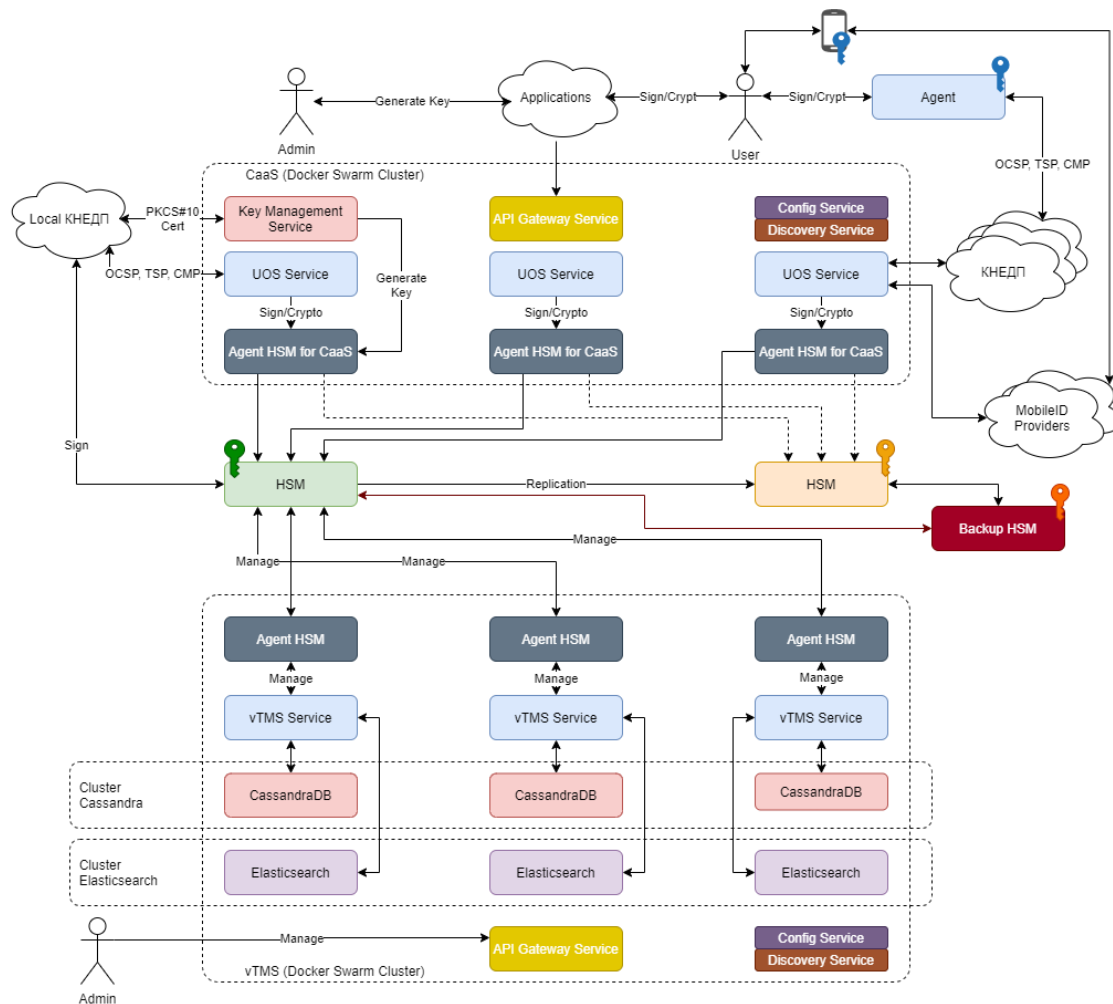 Admin
Generate Key
Applications
Sign/Crypt
User
Sign/Crypt
Agent
OCSP, TSP, CMP
CaaS (Docker Swarm Cluster)
Local КНЕДП
PKCS#10
Cert
Key Management
Service
API Gateway Service
Config Service
Discovery Service
OCSP, TSP, CMP
UOS Service
Generate
Key
UOS Service
UOS Service
КНЕДП
Sign/Crypto
Sign/Crypto
Sign/Crypto
Agent HSM for CaaS
Agent HSM for CaaS
Agent HSM for CaaS
MobileID
Providers
Sign
HSM
Replication
HSM
Backup HSM
Manage
Manage
Manage
Agent HSM
Agent HSM
Agent HSM
Manage
Manage
Manage
vTMS Service
vTMS Service
vTMS Service
Cluster
Cassandra
CassandraDB
CassandraDB
CassandraDB
Cluster
Elasticsearch
Elasticsearch
Elasticsearch
Elasticsearch
Admin
Manage
API Gateway Service
Config Service
Discovery Service
vTMS (Docker Swarm Cluster)